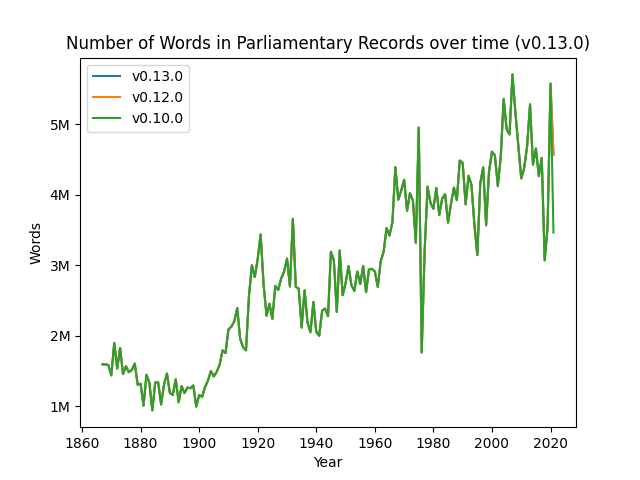 Number of Words in Parliamentary Records over time (v0.13.0)
v0.13.0
v0.12.0
v0.10.0
5M
4M
3M
2M
1M
Words
1860 1880 1900 1920 1940 1960 1980 2000 2020
Year